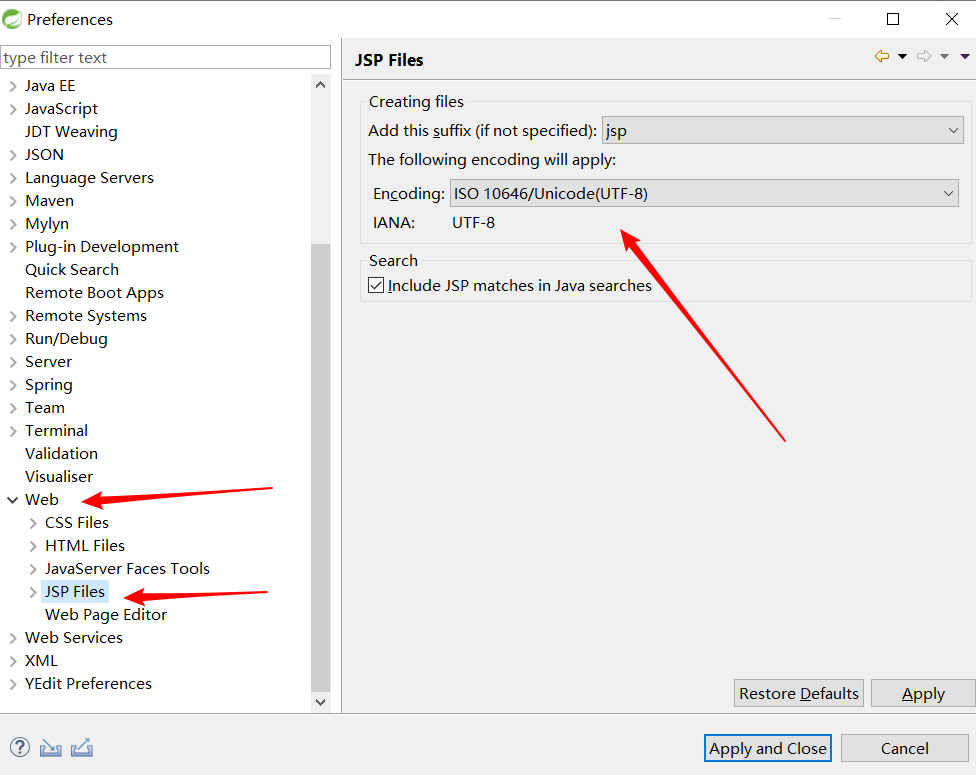 Preferences
type filter text
Java EE
JavaScript
JDT Weaving
JSON
Language Servers
Maven
Mylyn
Plug-in Development
Quick Search
Remote Boot Apps
Remote Systems
Run/Debug
Server
Spring
Team
Terminal
Validation
Visualiser
Web
CSS Files
HTML Files
JavaServer Faces Tools
JSP Files
Web Page Editor
Web Services
XML
YEdit Preferences
JSP Files
Creating files
Add this suffix (if not specified): jsp
The following encoding will apply:
Encoding: ISO 10646/Unicode(UTF-8)
IANA: UTF-8
Search
Include JSP matches in Java searches
Restore Defaults Apply
? Apply and Close Cancel